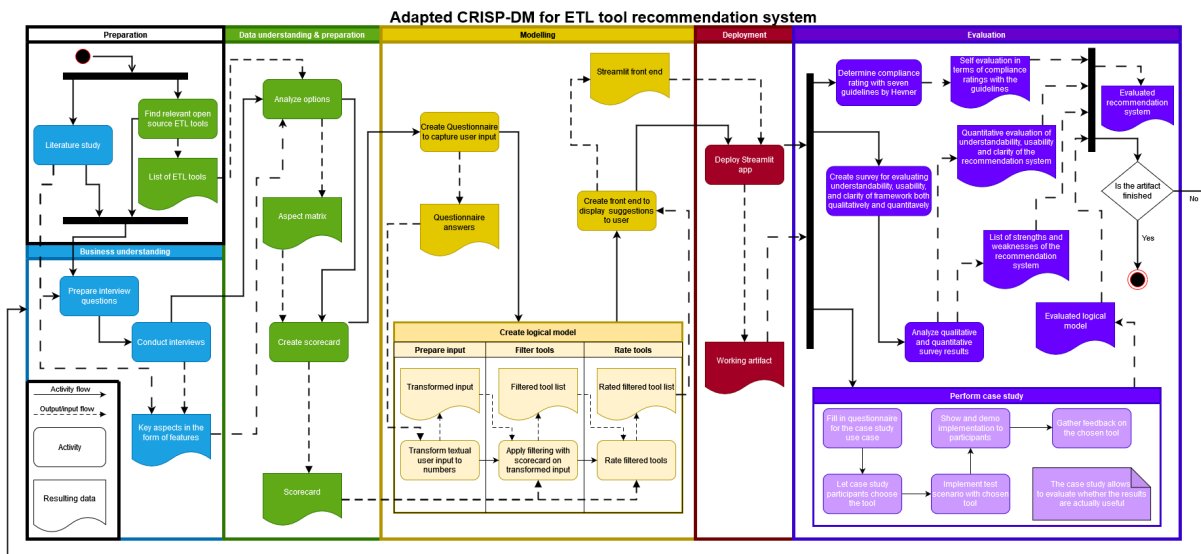 Adapted CRISP-DM for ETL tool recommendation system
Preparation
Find relevant open
source ETL tools
Literature study
List of ETL tools
Business understanding
Prepare interview
questions
Conduct interviews
Key aspects in the
form of features
Activity flow
Output/input flow
Activity
Resulting data
Data understanding & preparation
Analyze options
Aspect matrix
Create scorecard
Scorecard
Modelling
Streamlit front end
Create Questionnaire
to capture user input
Questionnaire
answers
Create front end to
display suggestions
to user
Create logical model
Prepare input
Filter tools
Rate tools
Transformed input
Filtered tool list
Rated filtered tool list
Transform textual
user input to
numbers
Apply filtering with
scorecard on
transformed input
Rate filtered tools
Deployment
Deploy Streamlit
app
Working artifact
Evaluation
Determine compliance
rating with seven
guidelines by Hevner
Self evaluation in
terms of compliance
ratings with the
guidelines
Evaluated
recommendation
system
Quantitative evaluation of
understandability, usability
and clarity of the
recommendation system
Create survey for evaluating
understandability, usability,
and clarity of framework both
qualitatively and quantitavely
Is the artifact
finished
No
Yes
List of strengths and
weaknesses of the
recommendation
system
Evaluated logical
model
Analyze qualitative
and quantitative
survey results
Perform case study
Fill in questionnaire
for the case study
use case
Show and demo
implementation to
participants
Gather feedback
on the chosen tool
Let case study
participants choose the
tool
Implement test
scenario with chosen
tool
The case study allows
to evaluate whether the results
are actually useful